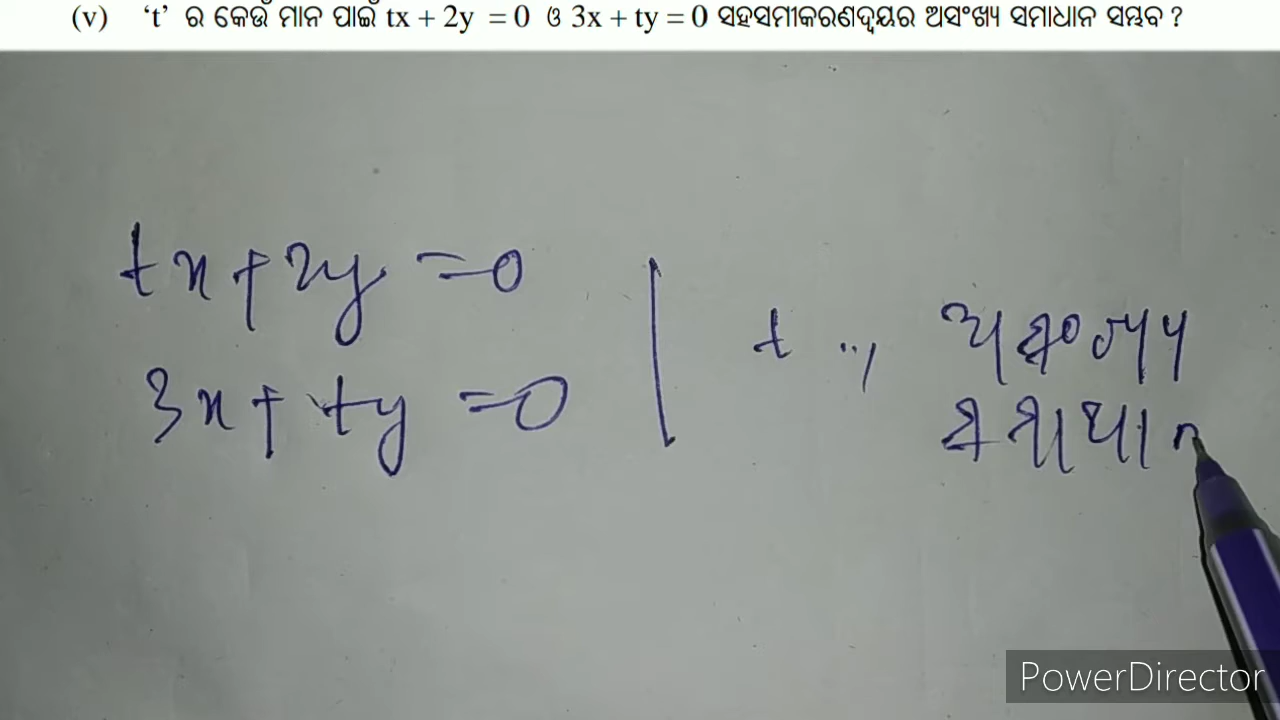 (v) ‘t’ ର କେଉଁ ମାନ ପାଇଁ tx + 2y = 0 ଓ 3x + ty = 0 ସହସମୀକରଣଦ୍ୱୟର ଅସଂଖ୍ୟ ସମାଧାନ ସମ୍ଭବ ?
tx + 2y = 0
3x + ty = 0
t .., ଅସଂଖ୍ୟ
ସମାଧାନ
PowerDirector